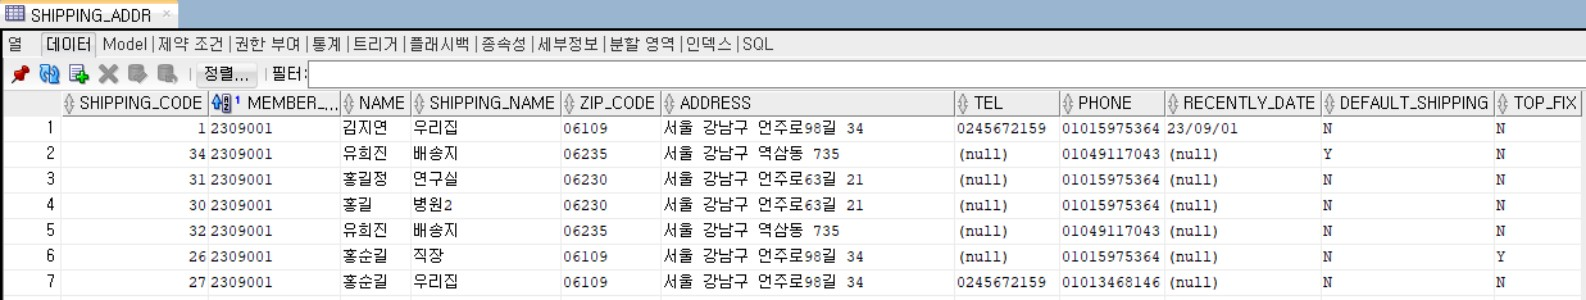 SHIPPING_ADDR ×
열 데이터 Model|제약 조건|권한 부여|통계|트리거|플래시백|종속성|세부정보|분할 영역|인덱스|SQL
정렬... 필터:
SHIPPING_CODE 1 MEMBER_... NAME SHIPPING_NAME ZIP_CODE ADDRESS TEL PHONE RECENTLY_DATE DEFAULT_SHIPPING TOP_FIX
1 1 2309001 김지연 우리집 06109 서울 강남구 언주로98길 34 0245672159 01015975364 23/09/01 N N
2 34 2309001 유희진 배송지 06235 서울 강남구 역삼동 735 (null) 01049117043 (null) Y N
3 31 2309001 홍길정 연구실 06230 서울 강남구 언주로63길 21 (null) 01015975364 (null) N N
4 30 2309001 홍길 병원2 06230 서울 강남구 언주로63길 21 (null) 01015975364 (null) N N
5 32 2309001 유희진 배송지 06235 서울 강남구 역삼동 735 (null) 01049117043 (null) N N
6 26 2309001 홍순길 직장 06109 서울 강남구 언주로98길 34 (null) 01015975364 (null) N Y
7 27 2309001 홍순길 우리집 06109 서울 강남구 언주로98길 34 0245672159 01013468146 (null) N N